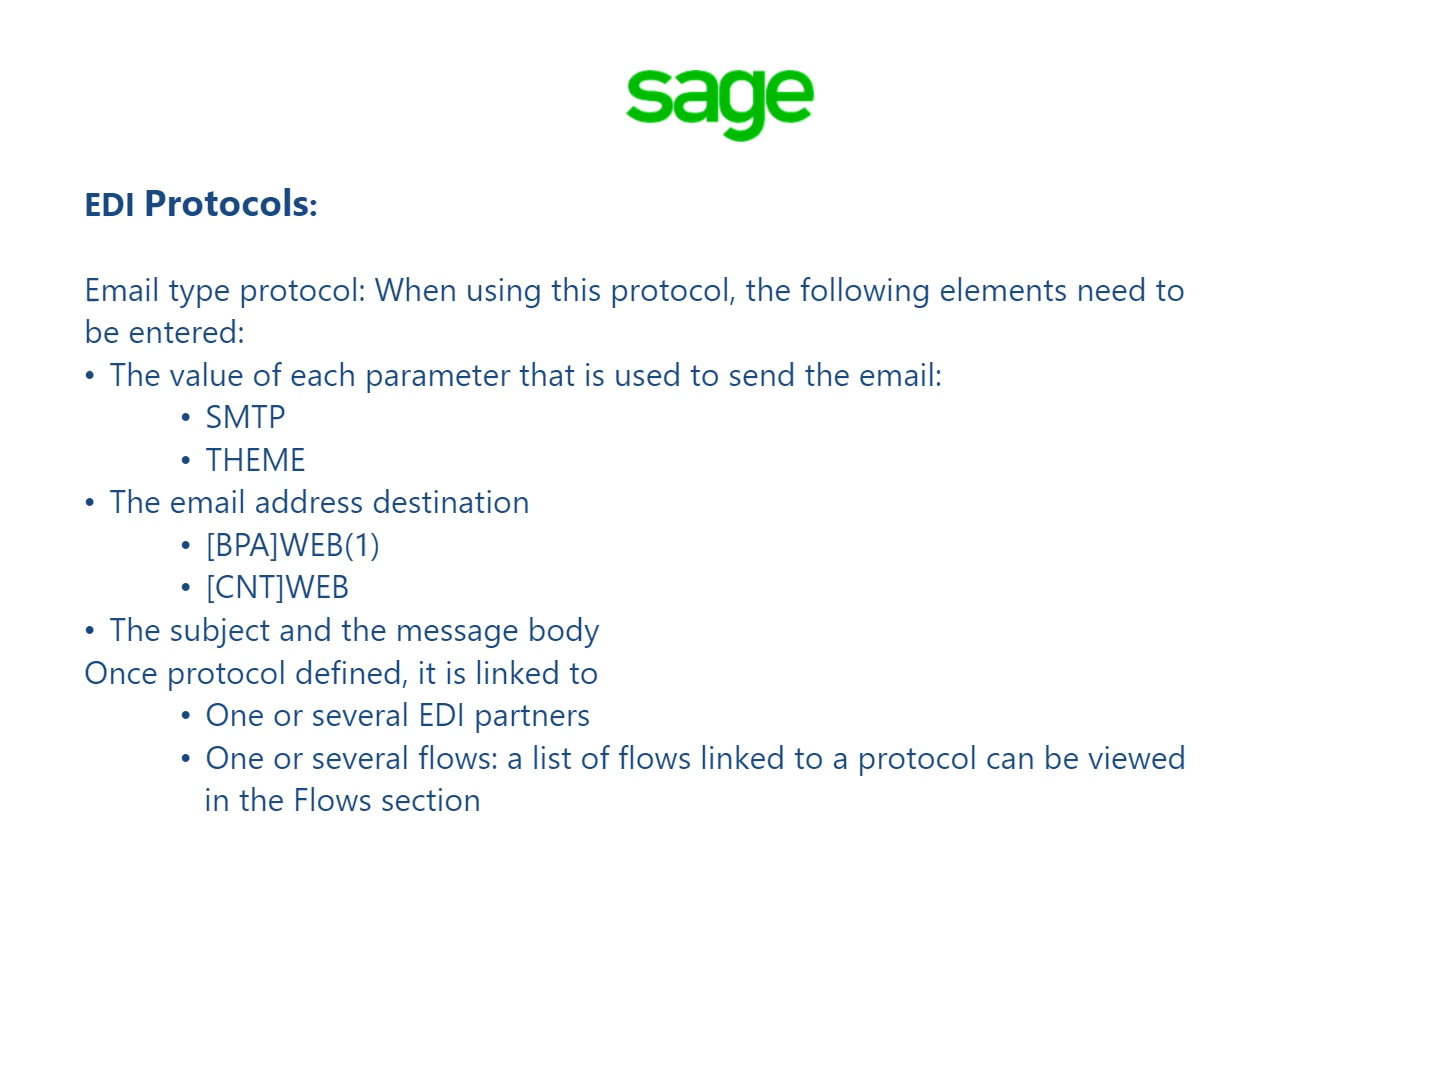 sage
EDI Protocols:
Email type protocol: When using this protocol, the following elements need to
be entered:
• The value of each parameter that is used to send the email:
• SMTP
• THEME
• The email address destination
• [BPA]WEB(1)
• [CNT]WEB
• The subject and the message body
Once protocol defined, it is linked to
• One or several EDI partners
• One or several flows: a list of flows linked to a protocol can be viewed
in the Flows section